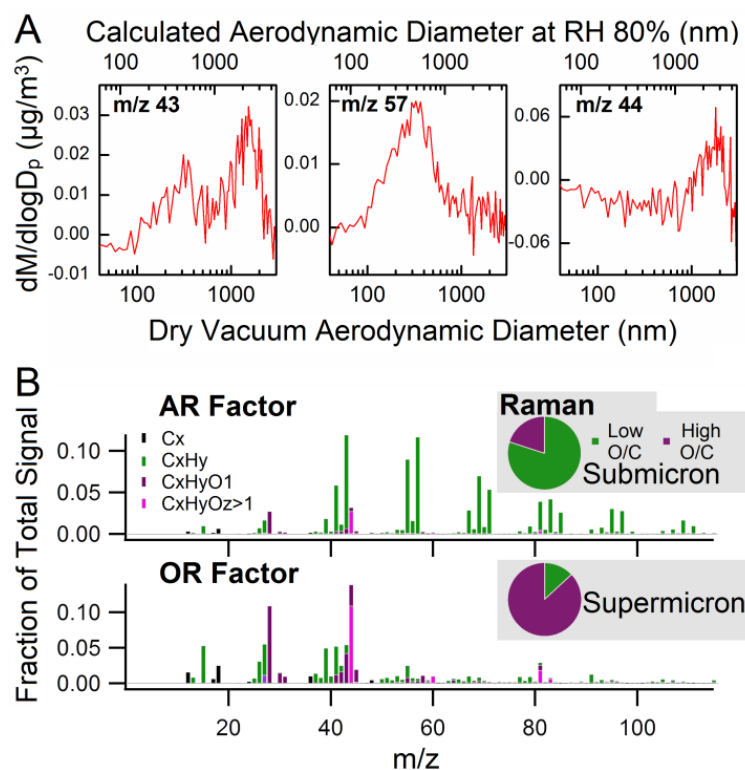 A
Calculated Aerodynamic Diameter at RH 80% (nm)
100 1000 100 1000 100 1000
m/z 43 m/z 57 m/z 44
dM/dlogDp (µg/m³)
0.03
0.02
0.01
0.00
-0.01
0.02
0.01
0.00
0.06
0.00
-0.06
100 1000 100 1000 100 1000
Dry Vacuum Aerodynamic Diameter (nm)
B
AR Factor
Cx
CxHy
CxHyO1
CxHyOz>1
Raman
Low O/C
High O/C
Submicron
0.10
0.05
0.00
Fraction of Total Signal
OR Factor
Supermicron
0.10
0.05
0.00
20 40 60 80 100
m/z